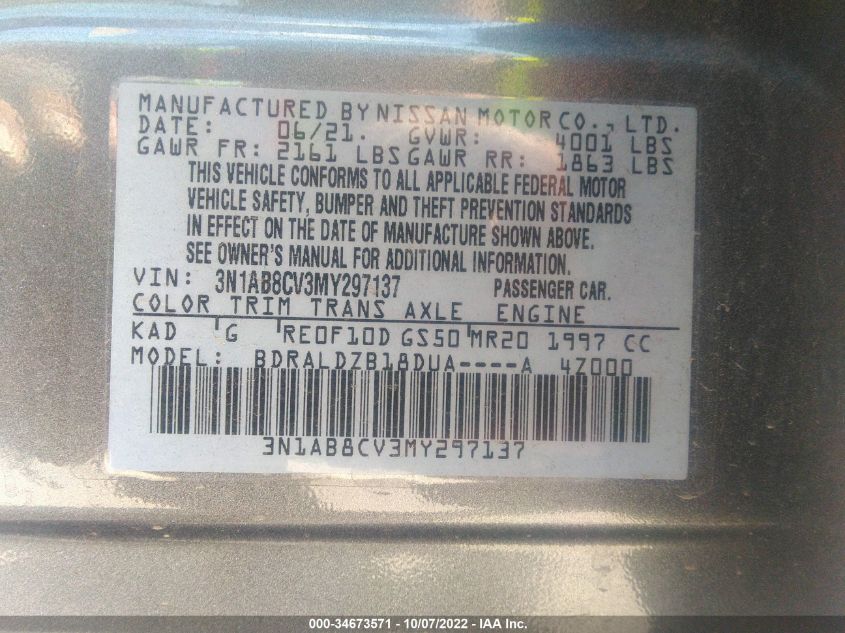 MANUFACTURED BY NISSAN MOTOR CO., LTD.
DATE: 06/21. GVWR: 4001 LBS
GAWR FR: 2161 LBS GAWR RR: 1863 LBS
THIS VEHICLE CONFORMS TO ALL APPLICABLE FEDERAL MOTOR
VEHICLE SAFETY, BUMPER AND THEFT PREVENTION STANDARDS
IN EFFECT ON THE DATE OF MANUFACTURE SHOWN ABOVE.
SEE OWNER'S MANUAL FOR ADDITIONAL INFORMATION.
VIN: 3N1AB8CV3MY297137 PASSENGER CAR.
COLOR TRIM TRANS AXLE ENGINE
KAD G RE0F10D GS50 MR20 1997 CC
MODEL: BDRALDZB18DUA----A 4Z000
3N1AB8CV3MY297137
000-34673571 - 10/07/2022 - IAA Inc.